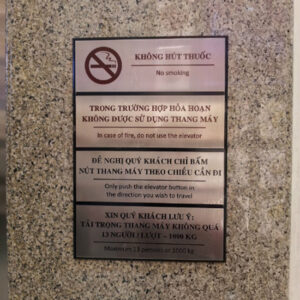 KHÔNG HÚT THUỐC
No smoking
TRONG TRƯỜNG HỢP HỎA HOẠN
KHÔNG ĐƯỢC SỬ DỤNG THANG MÁY
In case of fire, do not use the elevator
ĐỀ NGHỊ QUÝ KHÁCH CHỈ BẤM
NÚT THANG MÁY THEO CHIỀU CẦN ĐI
Only push the elevator button in
the direction you wish to travel
XIN QUÝ KHÁCH LƯU Ý:
TẢI TRỌNG THANG MÁY KHÔNG QUÁ
13 NGƯỜI / LƯỢT - 1000 KG
Maximum 13 persons or 1000 kg